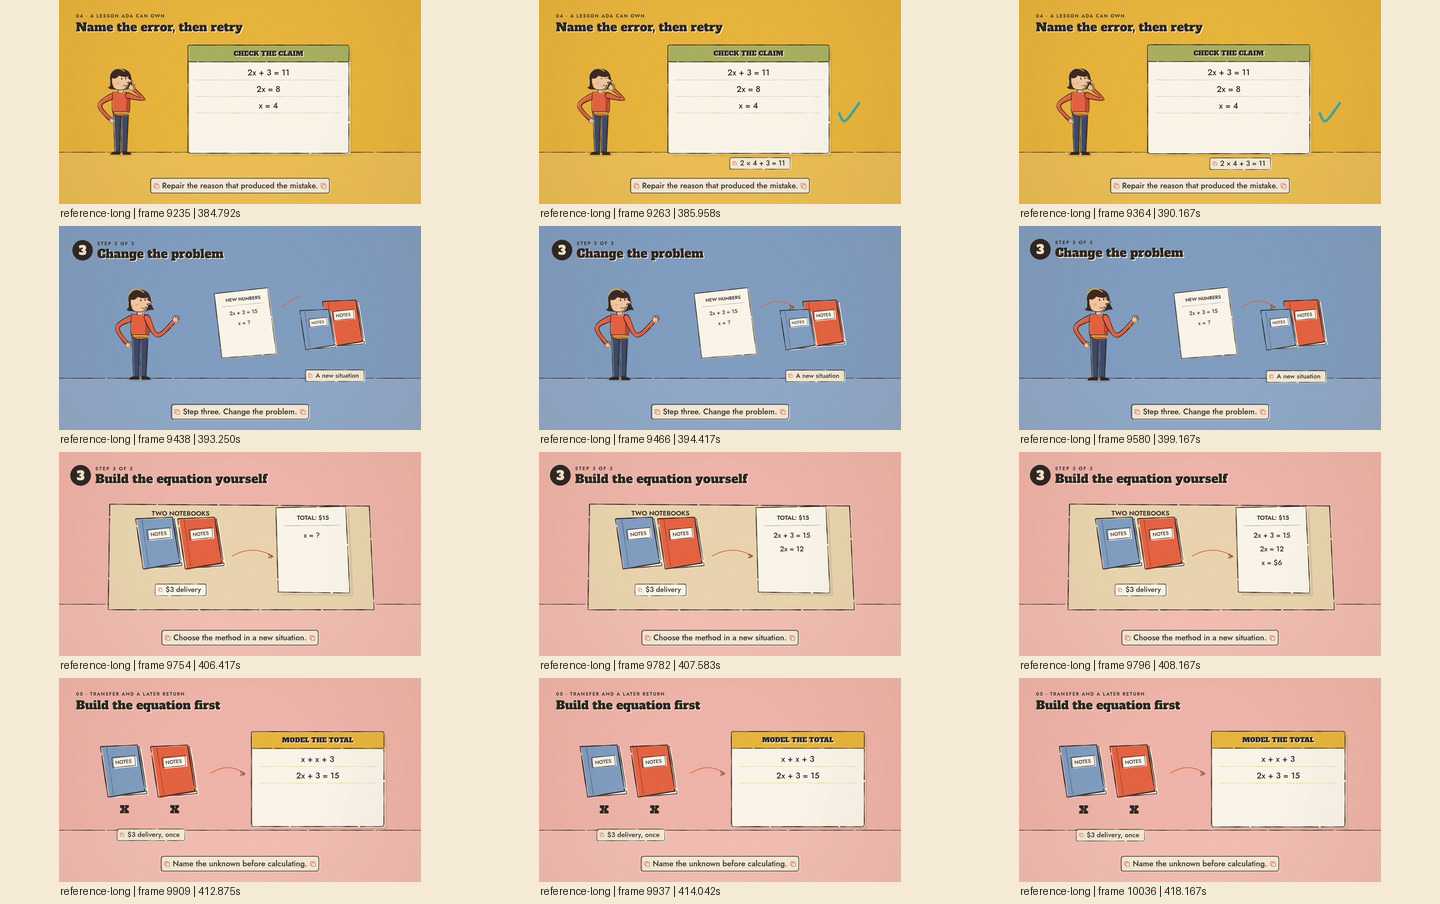 04 · A LESSON ADA CAN OWN
Name the error, then retry
CHECK THE CLAIM
2x + 3 = 11
2x = 8
x = 4
Repair the reason that produced the mistake.
reference-long | frame 9235 | 384.792s
04 · A LESSON ADA CAN OWN
Name the error, then retry
CHECK THE CLAIM
2x + 3 = 11
2x = 8
x = 4
2 × 4 + 3 = 11
Repair the reason that produced the mistake.
reference-long | frame 9263 | 385.958s
04 · A LESSON ADA CAN OWN
Name the error, then retry
CHECK THE CLAIM
2x + 3 = 11
2x = 8
x = 4
2 × 4 + 3 = 11
Repair the reason that produced the mistake.
reference-long | frame 9364 | 390.167s
3
STEP 3 OF 3
Change the problem
NEW NUMBERS
2x + 3 = 15
x = ?
NOTES
NOTES
A new situation
Step three. Change the problem.
reference-long | frame 9438 | 393.250s
3
STEP 3 OF 3
Change the problem
NEW NUMBERS
2x + 3 = 15
x = ?
NOTES
NOTES
A new situation
Step three. Change the problem.
reference-long | frame 9466 | 394.417s
3
STEP 3 OF 3
Change the problem
NEW NUMBERS
2x + 3 = 15
x = ?
NOTES
NOTES
A new situation
Step three. Change the problem.
reference-long | frame 9580 | 399.167s
3
STEP 3 OF 3
Build the equation yourself
TWO NOTEBOOKS
NOTES
NOTES
$3 delivery
TOTAL: $15
x = ?
Choose the method in a new situation.
reference-long | frame 9754 | 406.417s
3
STEP 3 OF 3
Build the equation yourself
TWO NOTEBOOKS
NOTES
NOTES
$3 delivery
TOTAL: $15
2x + 3 = 15
2x = 12
Choose the method in a new situation.
reference-long | frame 9782 | 407.583s
3
STEP 3 OF 3
Build the equation yourself
TWO NOTEBOOKS
NOTES
NOTES
$3 delivery
TOTAL: $15
2x + 3 = 15
2x = 12
x = $6
Choose the method in a new situation.
reference-long | frame 9796 | 408.167s
05 · TRANSFER AND A LATER RETURN
Build the equation first
NOTES
NOTES
x
x
$3 delivery, once
MODEL THE TOTAL
x + x + 3
2x + 3 = 15
Name the unknown before calculating.
reference-long | frame 9909 | 412.875s
05 · TRANSFER AND A LATER RETURN
Build the equation first
NOTES
NOTES
x
x
$3 delivery, once
MODEL THE TOTAL
x + x + 3
2x + 3 = 15
Name the unknown before calculating.
reference-long | frame 9937 | 414.042s
05 · TRANSFER AND A LATER RETURN
Build the equation first
NOTES
NOTES
x
x
$3 delivery, once
MODEL THE TOTAL
x + x + 3
2x + 3 = 15
Name the unknown before calculating.
reference-long | frame 10036 | 418.167s